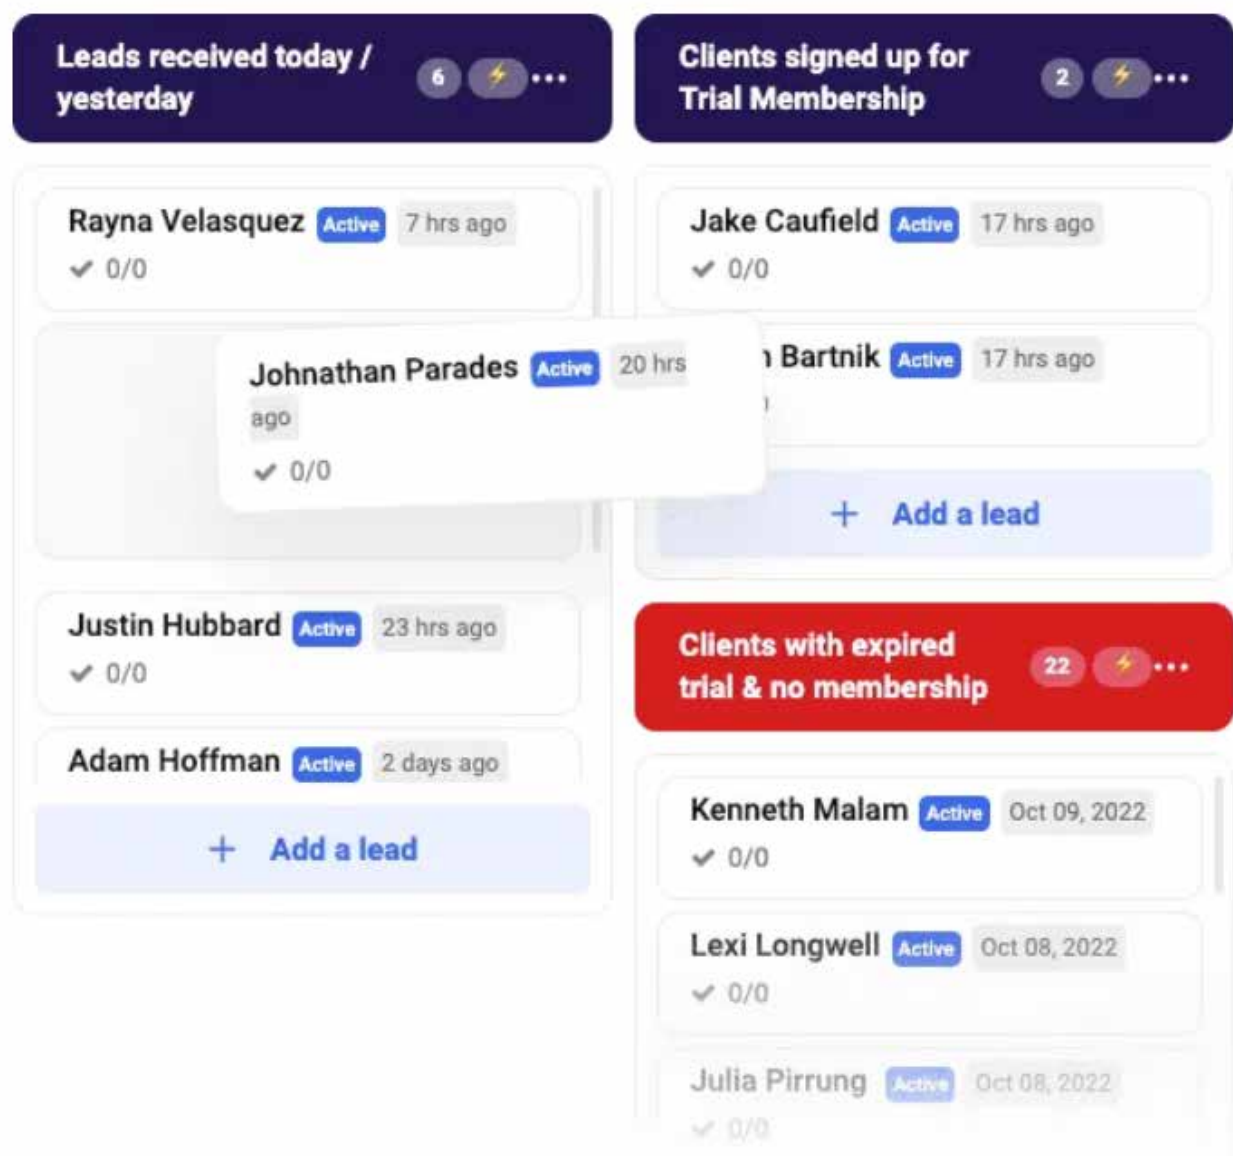 Leads received today /
yesterday
6
Rayna Velasquez Active 7 hrs ago
0/0
Johnathan Parades Active 20 hrs
ago
0/0
Justin Hubbard Active 23 hrs ago
0/0
Adam Hoffman Active 2 days ago
+ Add a lead
Clients signed up for
Trial Membership
2
Jake Caufield Active 17 hrs ago
0/0
Bartnik Active 17 hrs ago
+ Add a lead
Clients with expired
trial & no membership
22
Kenneth Malam Active Oct 09, 2022
0/0
Lexi Longwell Active Oct 08, 2022
0/0
Julia Pirrung Active Oct 08, 2022
0/0